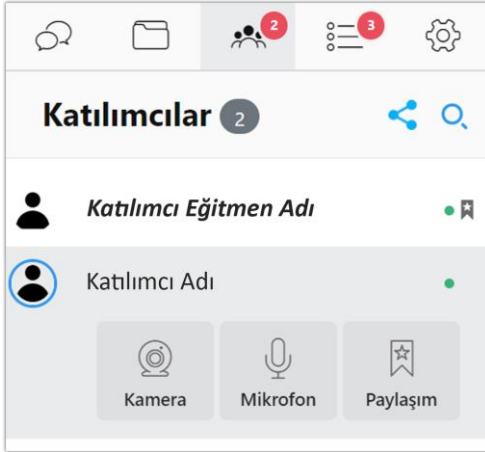 2 3
Katılımcılar 2
Katılımcı Eğitmen Adı
Katılımcı Adı
Kamera Mikrofon Paylaşım